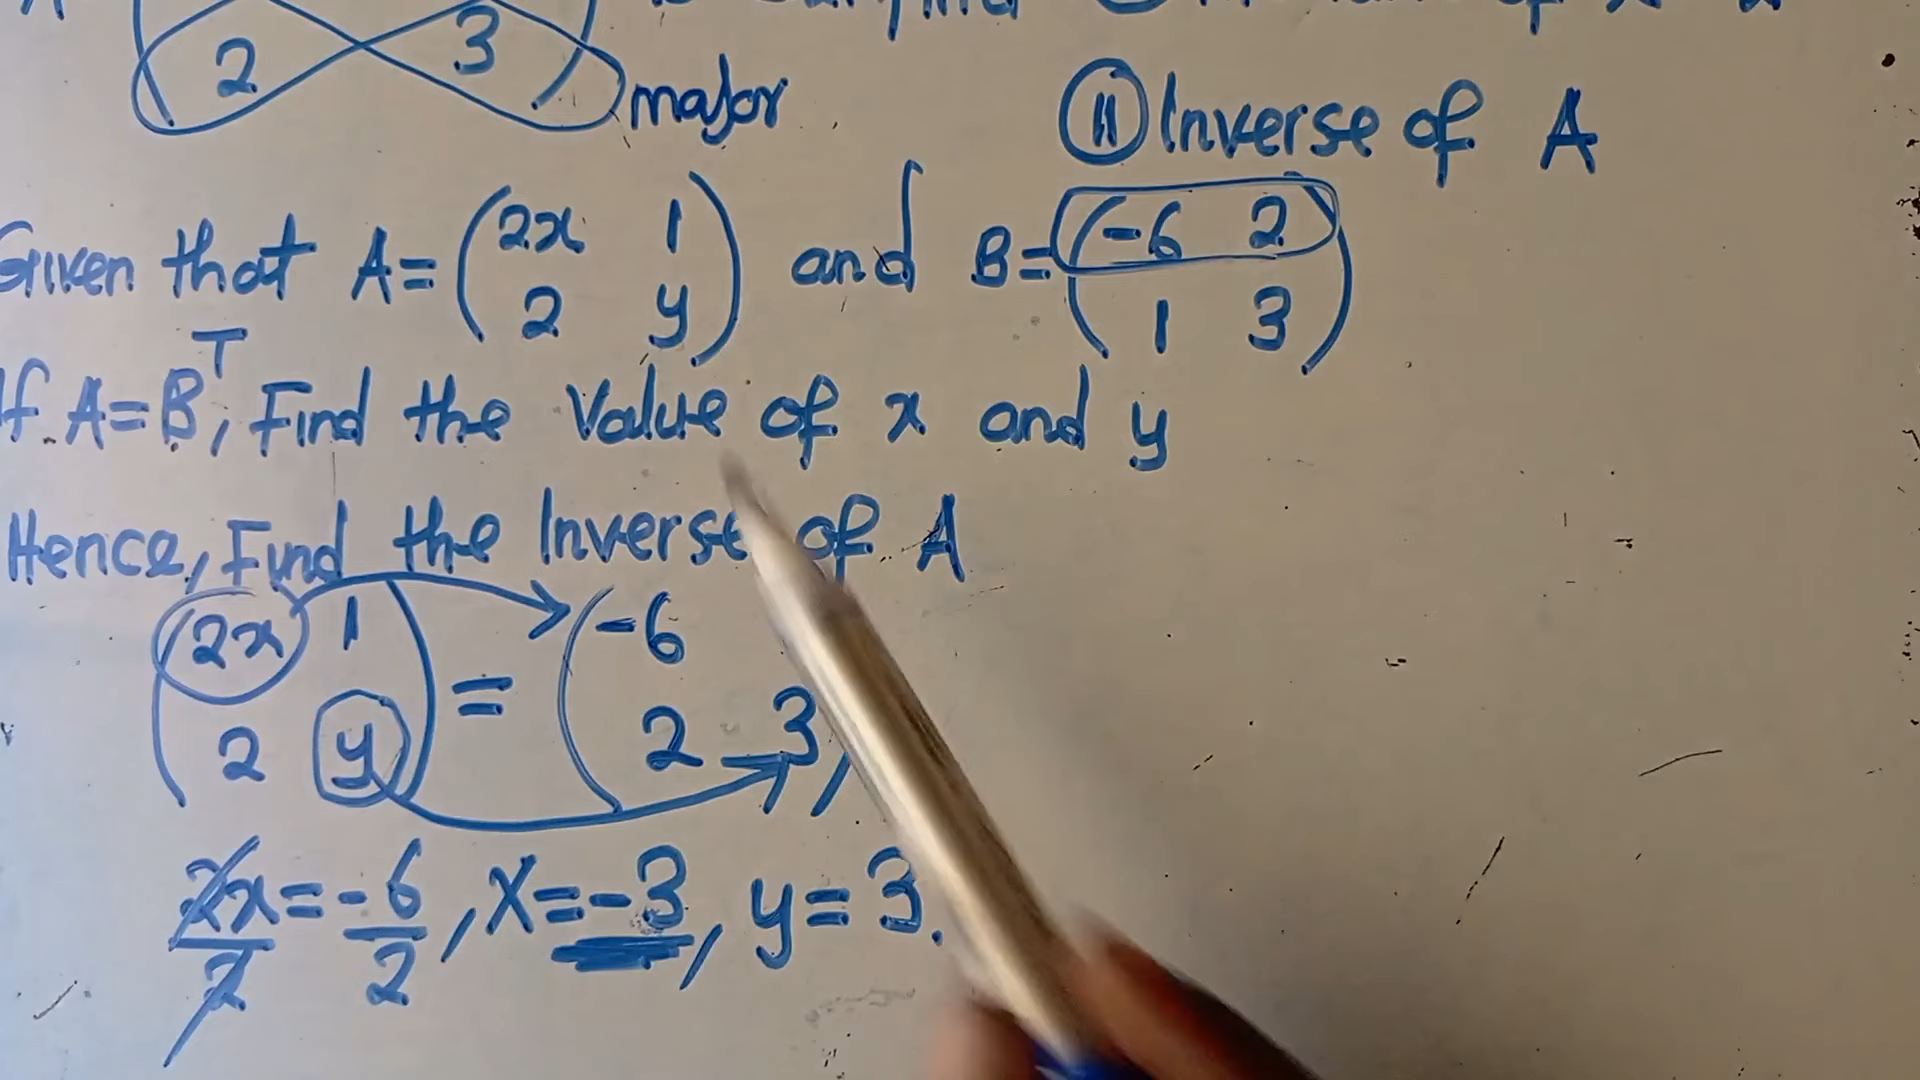 2 3 major
(II) Inverse of A
Given that A = (2x 1 and B = (-6 2
2 y) 1 3)
If A=Bᵀ, Find the Value of x and y
Hence, Find the Inverse of A
(2x 1 = (-6
2 y) 2 3)
2x/2 = -6/2, X = -3, y = 3.